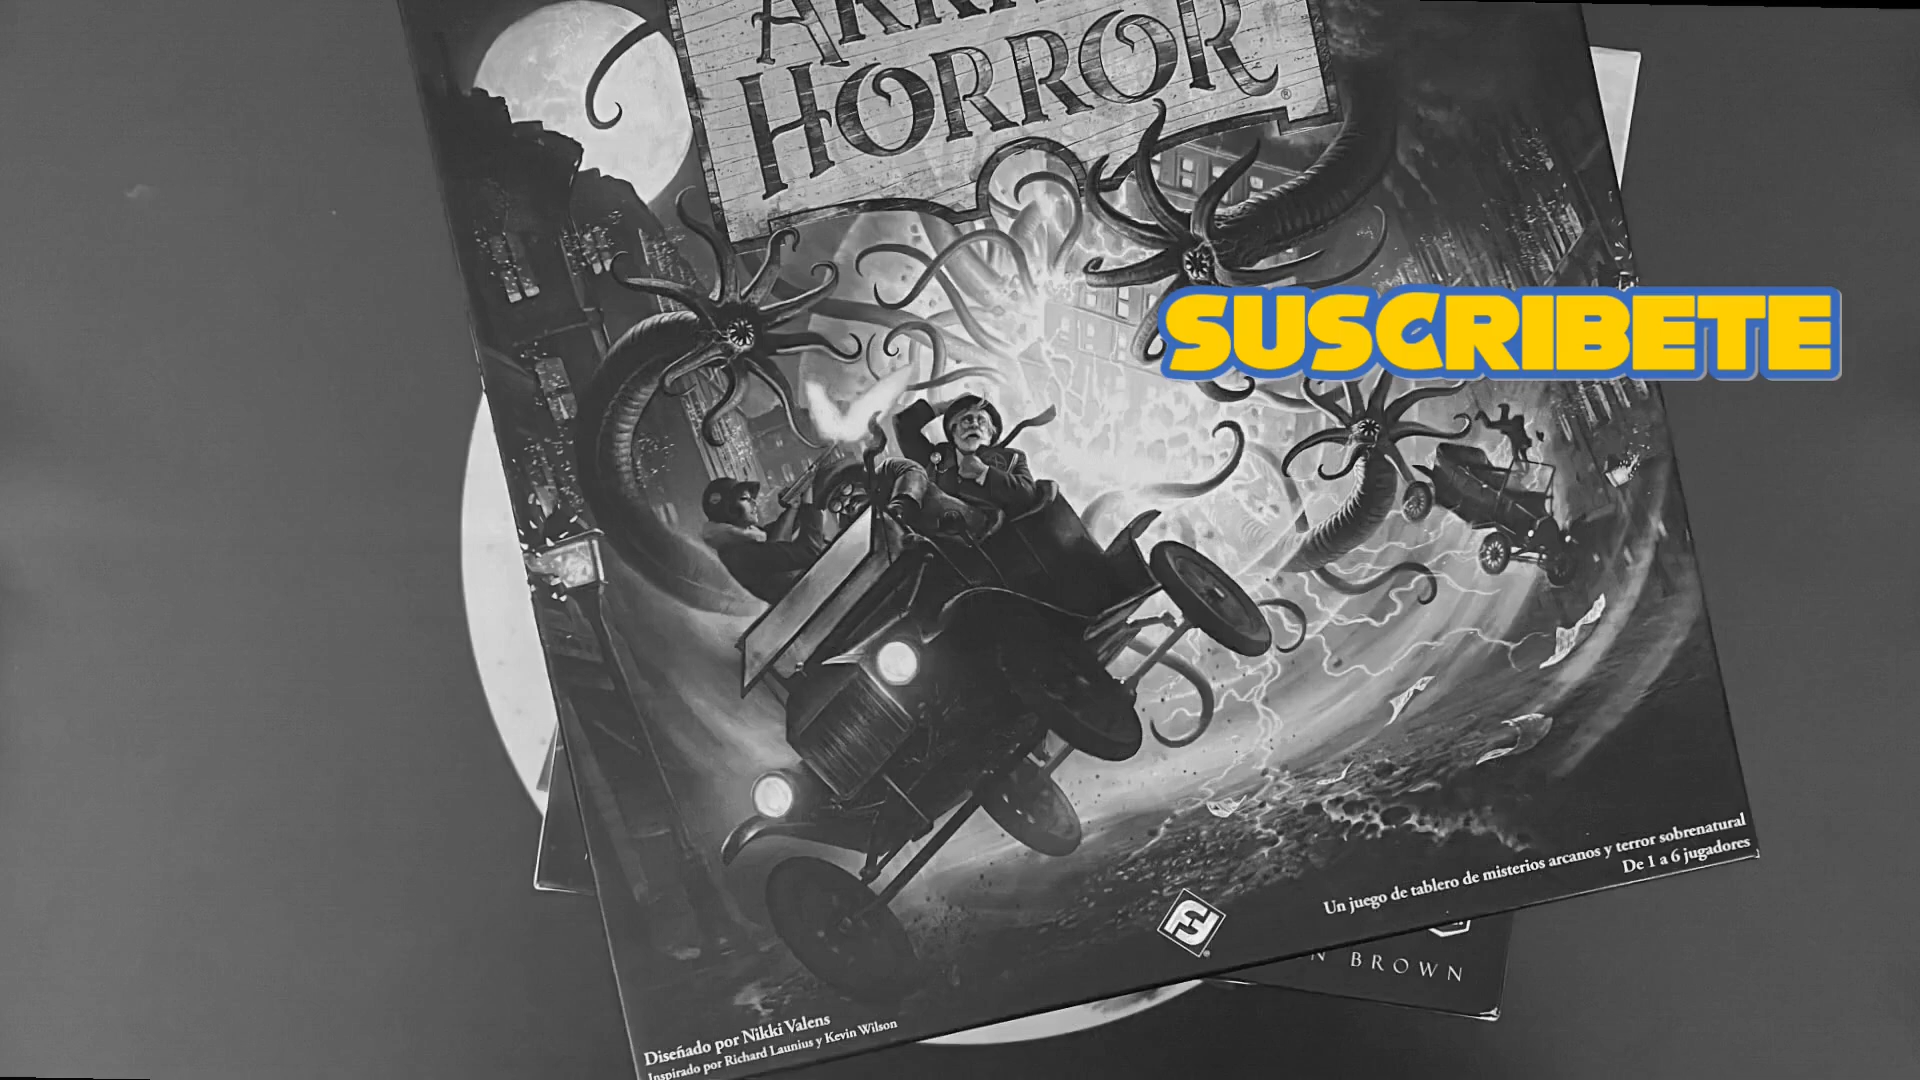 HORROR
SUSCRIBETE
Un juego de tablero de misterios arcanos y terror sobrenatural
De 1 a 6 jugadores
BROWN
Diseñado por Nikki Valens
Inspirado por Richard Launius y Kevin Wilson